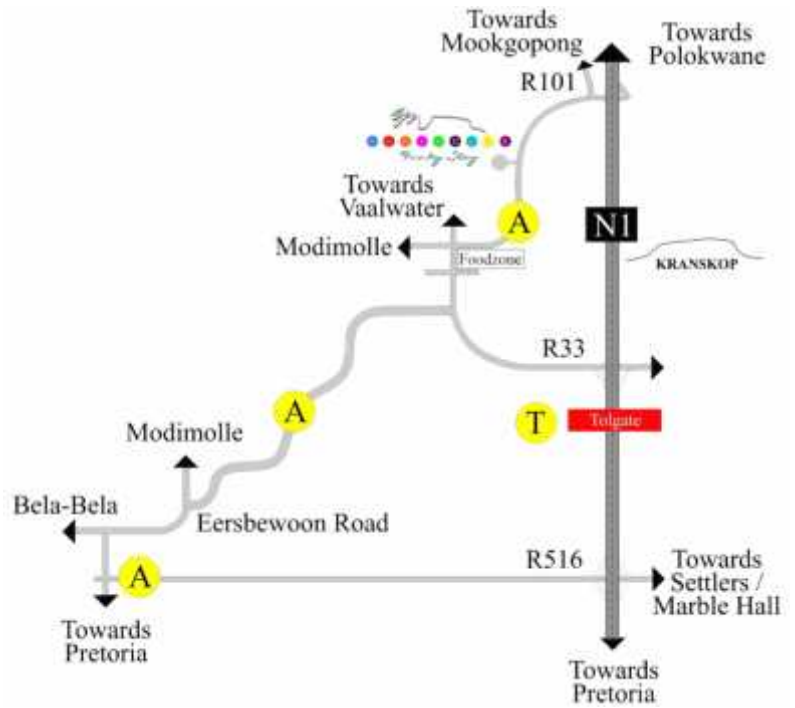 Towards
Mookgopong
Towards
Polokwane
R101
Towards
Vaalwater
A
N1
Modimolle
Foodzone
KRANSKOP
R33
A
T
Tolgate
Modimolle
Bela-Bela
Eersbewoon Road
R516
A
Towards
Settlers /
Marble Hall
Towards
Pretoria
Towards
Pretoria